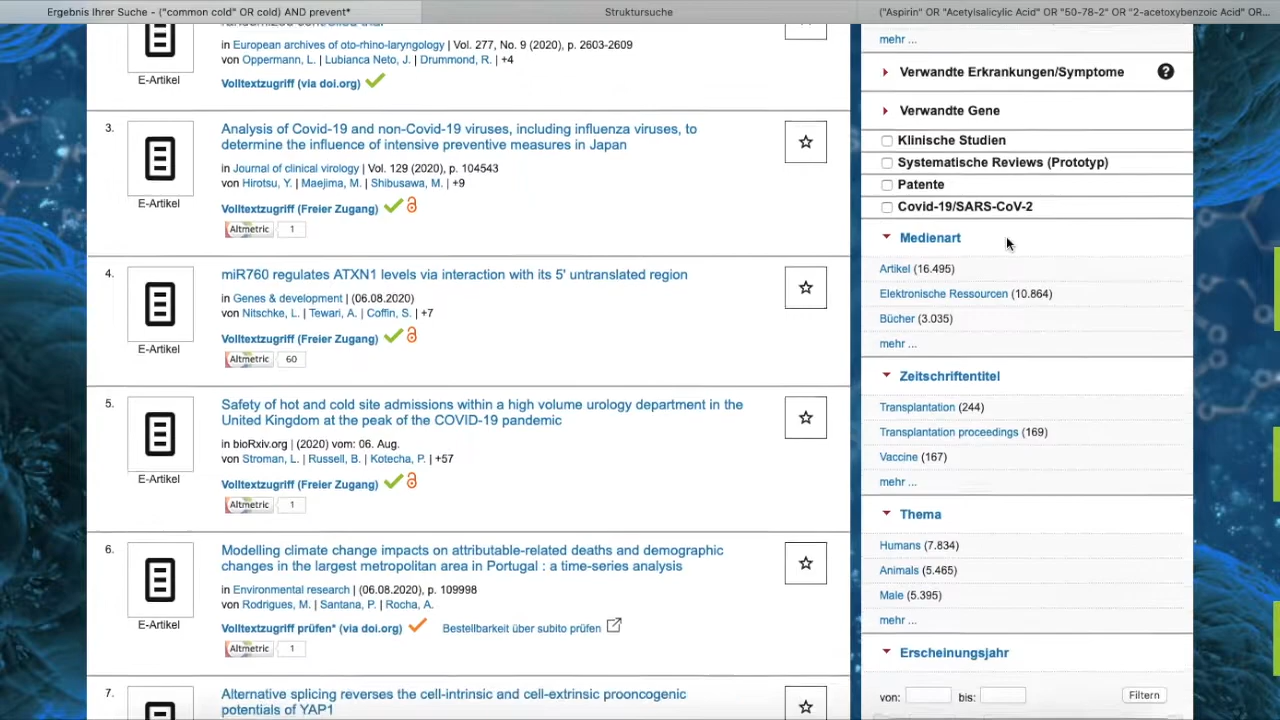 Ergebnis Ihrer Suche - ("common cold" OR cold) AND prevent*
Struktursuche
("Aspirin" OR "Acetylsalicylic Acid" OR "50-78-2" OR "2-acetoxybenzoic Acid" OR...
in European archives of oto-rhino-laryngology | Vol. 277, No. 9 (2020), p. 2603-2609
von Oppermann, L. | Lubianca Neto, J. | Drummond, R. | +4
E-Artikel
Volltextzugriff (via doi.org)
3.
Analysis of Covid-19 and non-Covid-19 viruses, including influenza viruses, to
determine the influence of intensive preventive measures in Japan
in Journal of clinical virology | Vol. 129 (2020), p. 104543
von Hirotsu, Y. | Maejima, M. | Shibusawa, M. | +9
E-Artikel
Volltextzugriff (Freier Zugang)
Altmetric 1
4.
miR760 regulates ATXN1 levels via interaction with its 5' untranslated region
in Genes & development | (06.08.2020)
von Nitschke, L. | Tewari, A. | Coffin, S. | +7
E-Artikel
Volltextzugriff (Freier Zugang)
Altmetric 60
5.
Safety of hot and cold site admissions within a high volume urology department in the
United Kingdom at the peak of the COVID-19 pandemic
in bioRxiv.org | (2020) vom: 06. Aug.
von Stroman, L. | Russell, B. | Kotecha, P. | +57
E-Artikel
Volltextzugriff (Freier Zugang)
Altmetric 1
6.
Modelling climate change impacts on attributable-related deaths and demographic
changes in the largest metropolitan area in Portugal : a time-series analysis
in Environmental research | (06.08.2020), p. 109998
von Rodrigues, M. | Santana, P. | Rocha, A.
E-Artikel
Volltextzugriff prüfen* (via doi.org) Bestellbarkeit über subito prüfen
Altmetric 1
7.
Alternative splicing reverses the cell-intrinsic and cell-extrinsic prooncogenic
potentials of YAP1
mehr ...
Verwandte Erkrankungen/Symptome ?
Verwandte Gene
Klinische Studien
Systematische Reviews (Prototyp)
Patente
Covid-19/SARS-CoV-2
Medienart
Artikel (16.495)
Elektronische Ressourcen (10.864)
Bücher (3.035)
mehr ...
Zeitschriftentitel
Transplantation (244)
Transplantation proceedings (169)
Vaccine (167)
mehr ...
Thema
Humans (7.834)
Animals (5.465)
Male (5.395)
mehr ...
Erscheinungsjahr
von: bis: Filtern